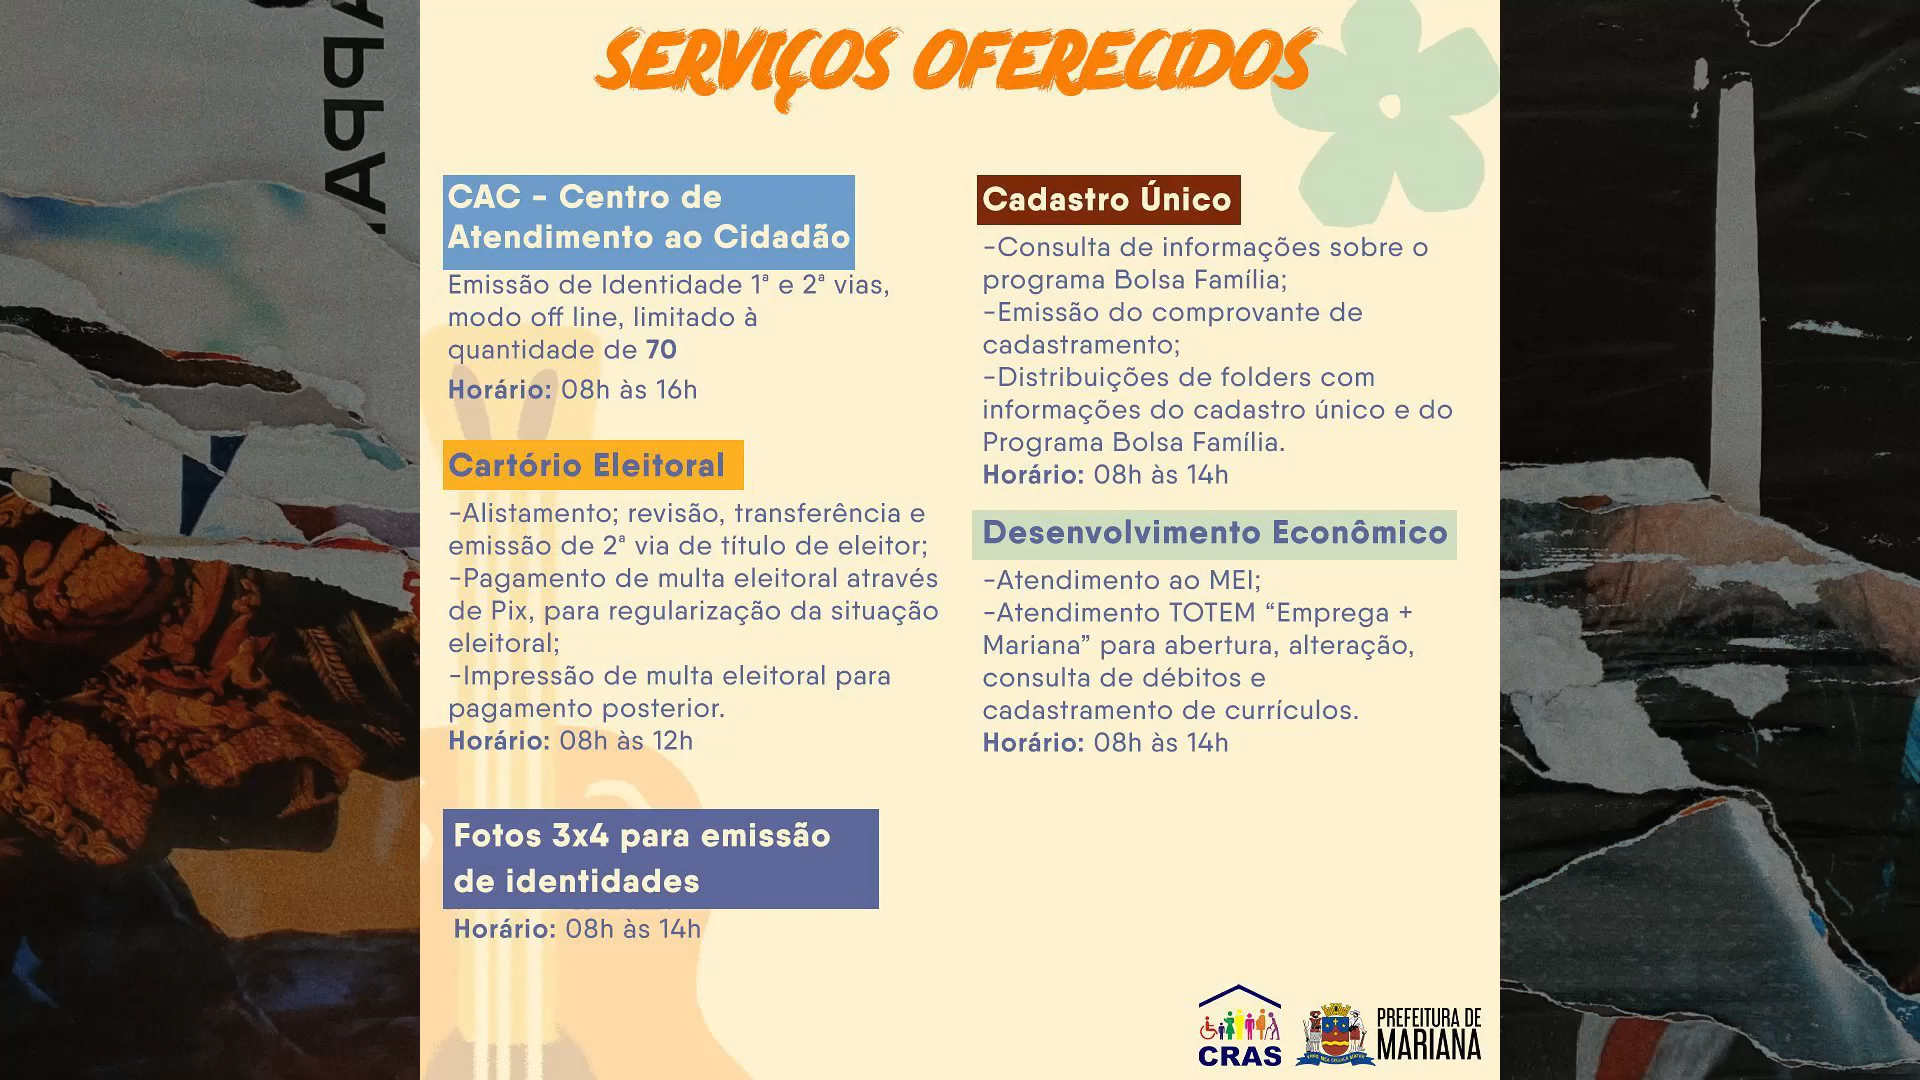 SERVIÇOS OFERECIDOS
CAC - Centro de
Atendimento ao Cidadão
Emissão de Identidade 1ª e 2ª vias,
modo off line, limitado à
quantidade de 70
Horário: 08h às 16h
Cartório Eleitoral
-Alistamento; revisão, transferência e
emissão de 2ª via de título de eleitor;
-Pagamento de multa eleitoral através
de Pix, para regularização da situação
eleitoral;
-Impressão de multa eleitoral para
pagamento posterior.
Horário: 08h às 12h
Fotos 3x4 para emissão
de identidades
Horário: 08h às 14h
Cadastro Único
-Consulta de informações sobre o
programa Bolsa Família;
-Emissão do comprovante de
cadastramento;
-Distribuições de folders com
informações do cadastro único e do
Programa Bolsa Família.
Horário: 08h às 14h
Desenvolvimento Econômico
-Atendimento ao MEI;
-Atendimento TOTEM “Emprega +
Mariana” para abertura, alteração,
consulta de débitos e
cadastramento de currículos.
Horário: 08h às 14h
CRAS
PREFEITURA DE
MARIANA